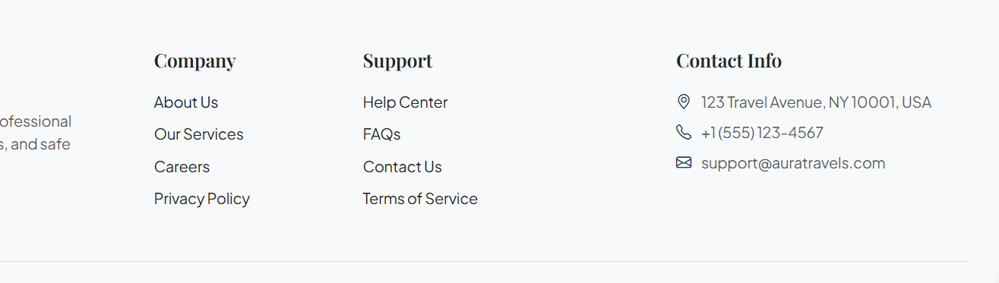 ofessional
s, and safe
Company
About Us
Our Services
Careers
Privacy Policy
Support
Help Center
FAQs
Contact Us
Terms of Service
Contact Info
123 Travel Avenue, NY 10001, USA
+1 (555) 123-4567
support@auratravels.com